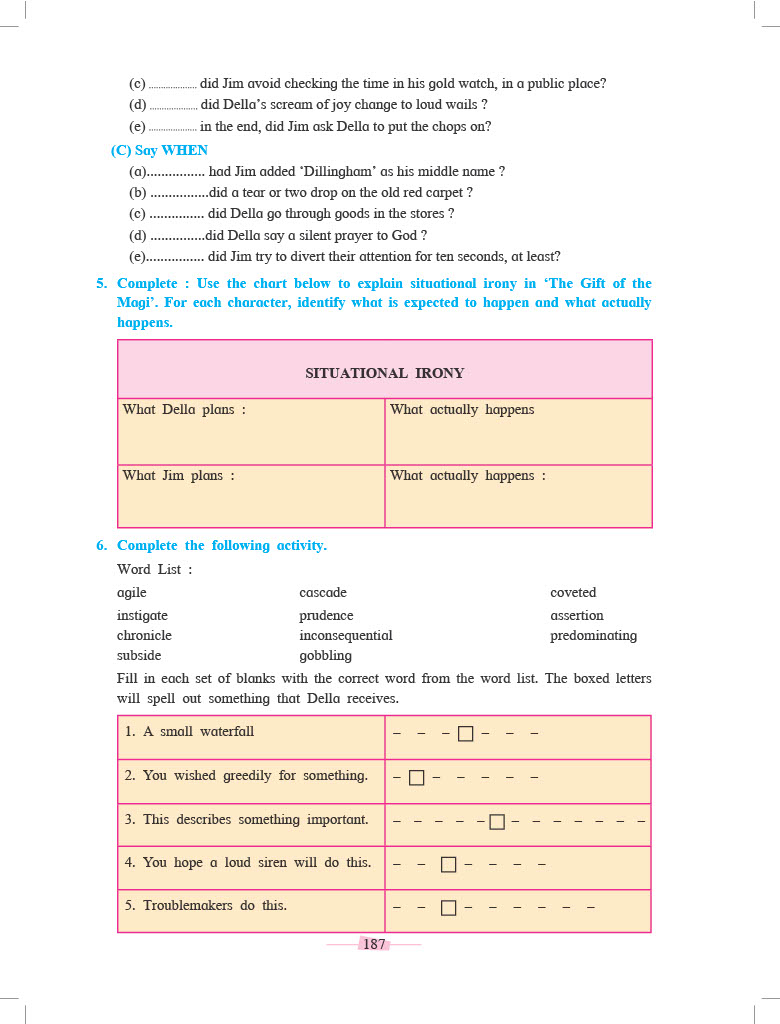 (c) .................... did Jim avoid checking the time in his gold watch, in a public place?
(d) .................... did Della's scream of joy change to loud wails ?
(e) .................... in the end, did Jim ask Della to put the chops on?
(C) Say WHEN
(a)................ had Jim added ‘Dillingham’ as his middle name ?
(b) ................did a tear or two drop on the old red carpet ?
(c) ............... did Della go through goods in the stores ?
(d) ...............did Della say a silent prayer to God ?
(e)................ did Jim try to divert their attention for ten seconds, at least?
5. Complete : Use the chart below to explain situational irony in ‘The Gift of the
Magi’. For each character, identify what is expected to happen and what actually
happens.
SITUATIONAL IRONY
What Della plans :
What actually happens
What Jim plans :
What actually happens :
6. Complete the following activity.
Word List :
agile cascade coveted
instigate prudence assertion
chronicle inconsequential predominating
subside gobbling
Fill in each set of blanks with the correct word from the word list. The boxed letters
will spell out something that Della receives.
1. A small waterfall – – – □ – – –
2. You wished greedily for something. – □ – – – – –
3. This describes something important. – – – – – □ – – – – – – –
4. You hope a loud siren will do this. – – □ – – – –
5. Troublemakers do this. – – □ – – – – – –
187